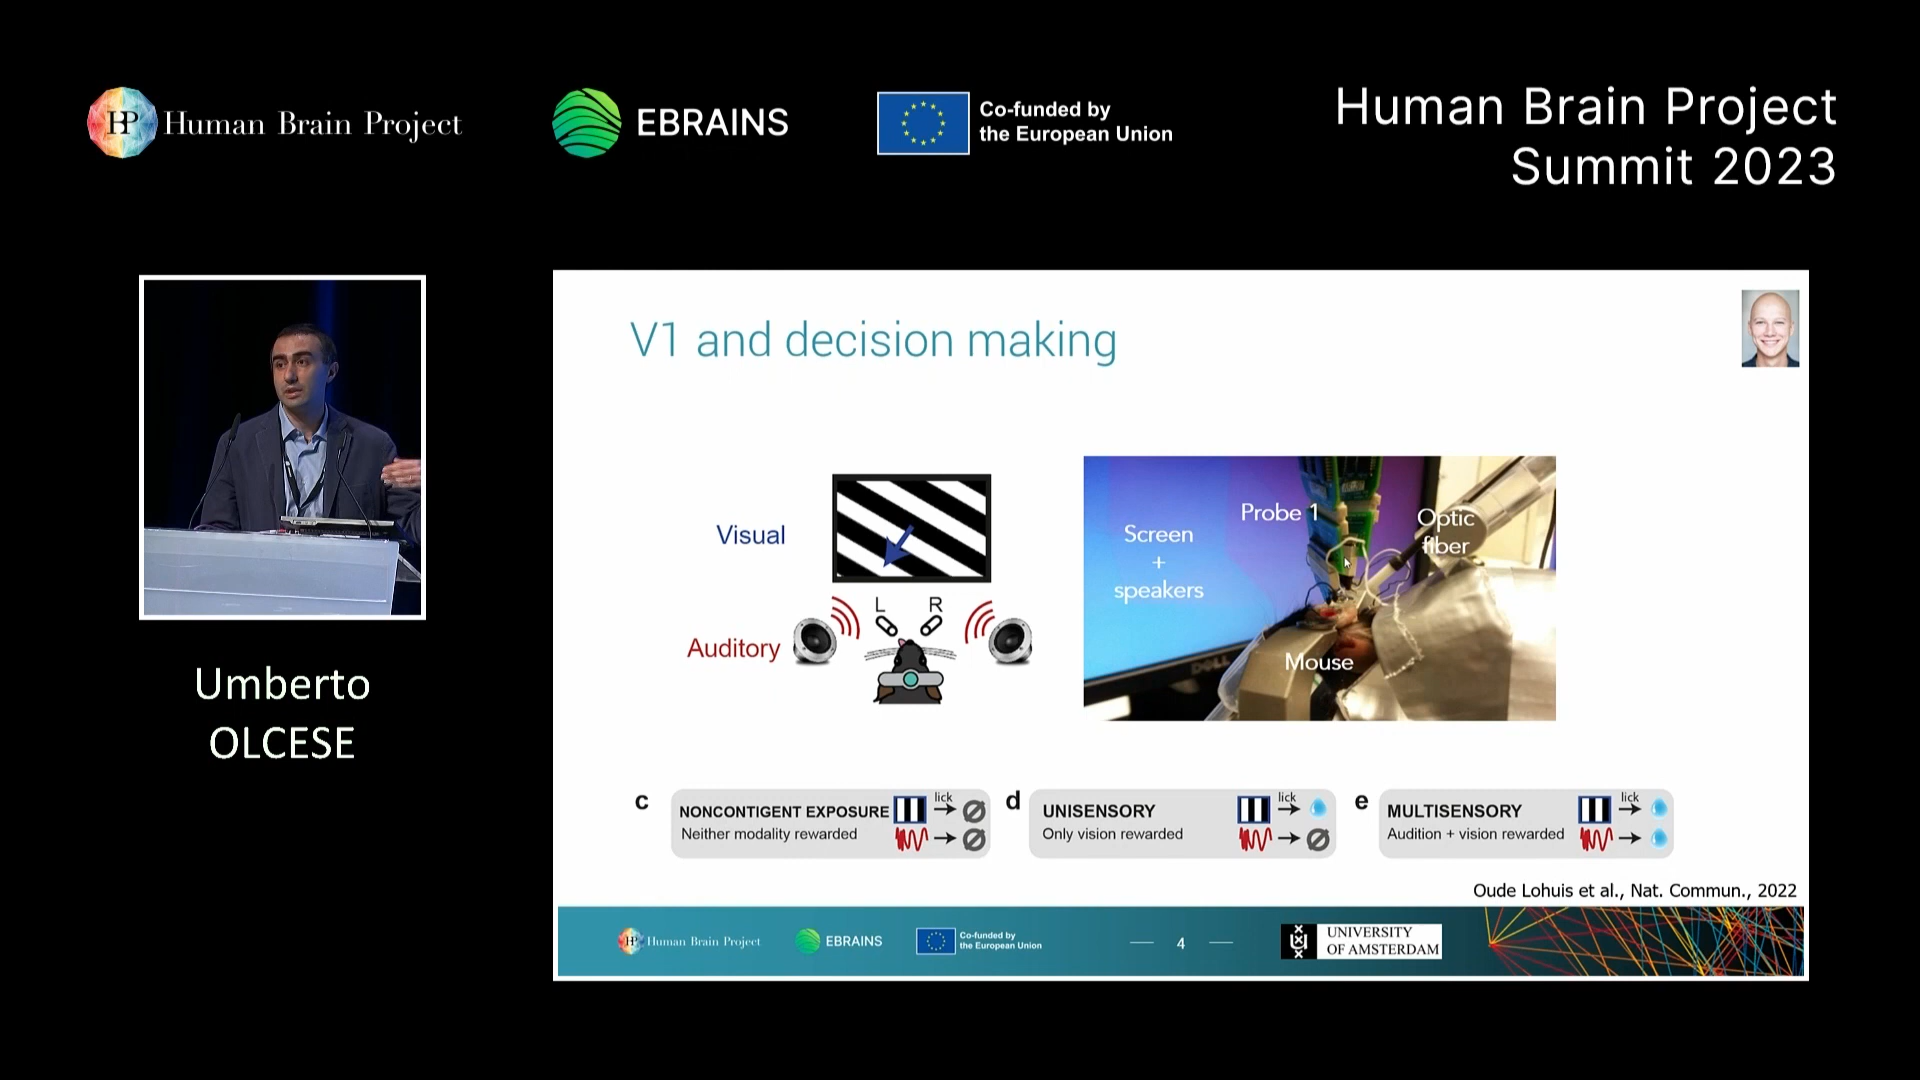 HP Human Brain Project
EBRAINS
Co-funded by
the European Union
Human Brain Project
Summit 2023
Umberto
OLCESE
V1 and decision making
Visual
Auditory
L R
Screen
+
speakers
Probe 1
Optic
fiber
Mouse
DELL
c
NONCONTIGENT EXPOSURE
Neither modality rewarded
lick
d
UNISENSORY
Only vision rewarded
lick
e
MULTISENSORY
Audition + vision rewarded
lick
Oude Lohuis et al., Nat. Commun., 2022
HP Human Brain Project
EBRAINS
Co-funded by
the European Union
4
UNIVERSITY
OF AMSTERDAM